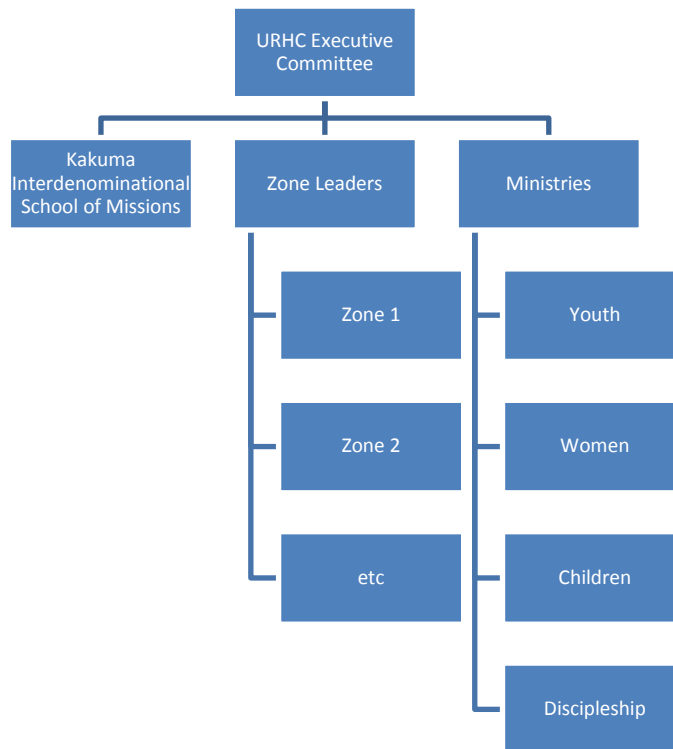 URHC Executive
Committee
Kakuma
Interdenominational
School of Missions
Zone Leaders
Ministries
Zone 1
Youth
Zone 2
Women
etc
Children
Discipleship